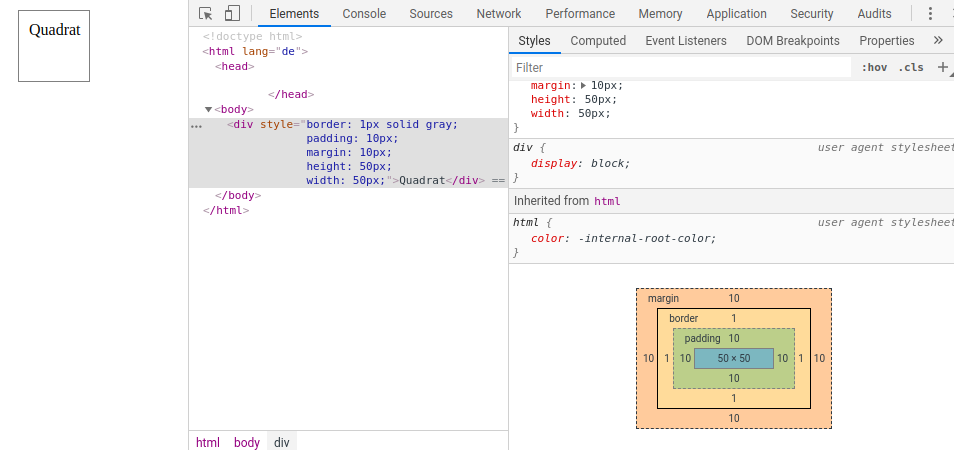 Quadrat
Elements Console Sources Network Performance Memory Application Security Audits
<!doctype html>
<html lang="de">
<head>
</head>
<body>
<div style="border: 1px solid gray;
padding: 10px;
margin: 10px;
height: 50px;
width: 50px;">Quadrat</div> ==
</body>
</html>
html body div
Styles Computed Event Listeners DOM Breakpoints Properties »
Filter :hov .cls +
margin: 10px;
height: 50px;
width: 50px;
}
div { user agent stylesheet
display: block;
}
Inherited from html
html { user agent stylesheet
color: -internal-root-color;
}
margin 10
border 1
padding 10
10 1 10 50 × 50 10 1 10
10
1
10